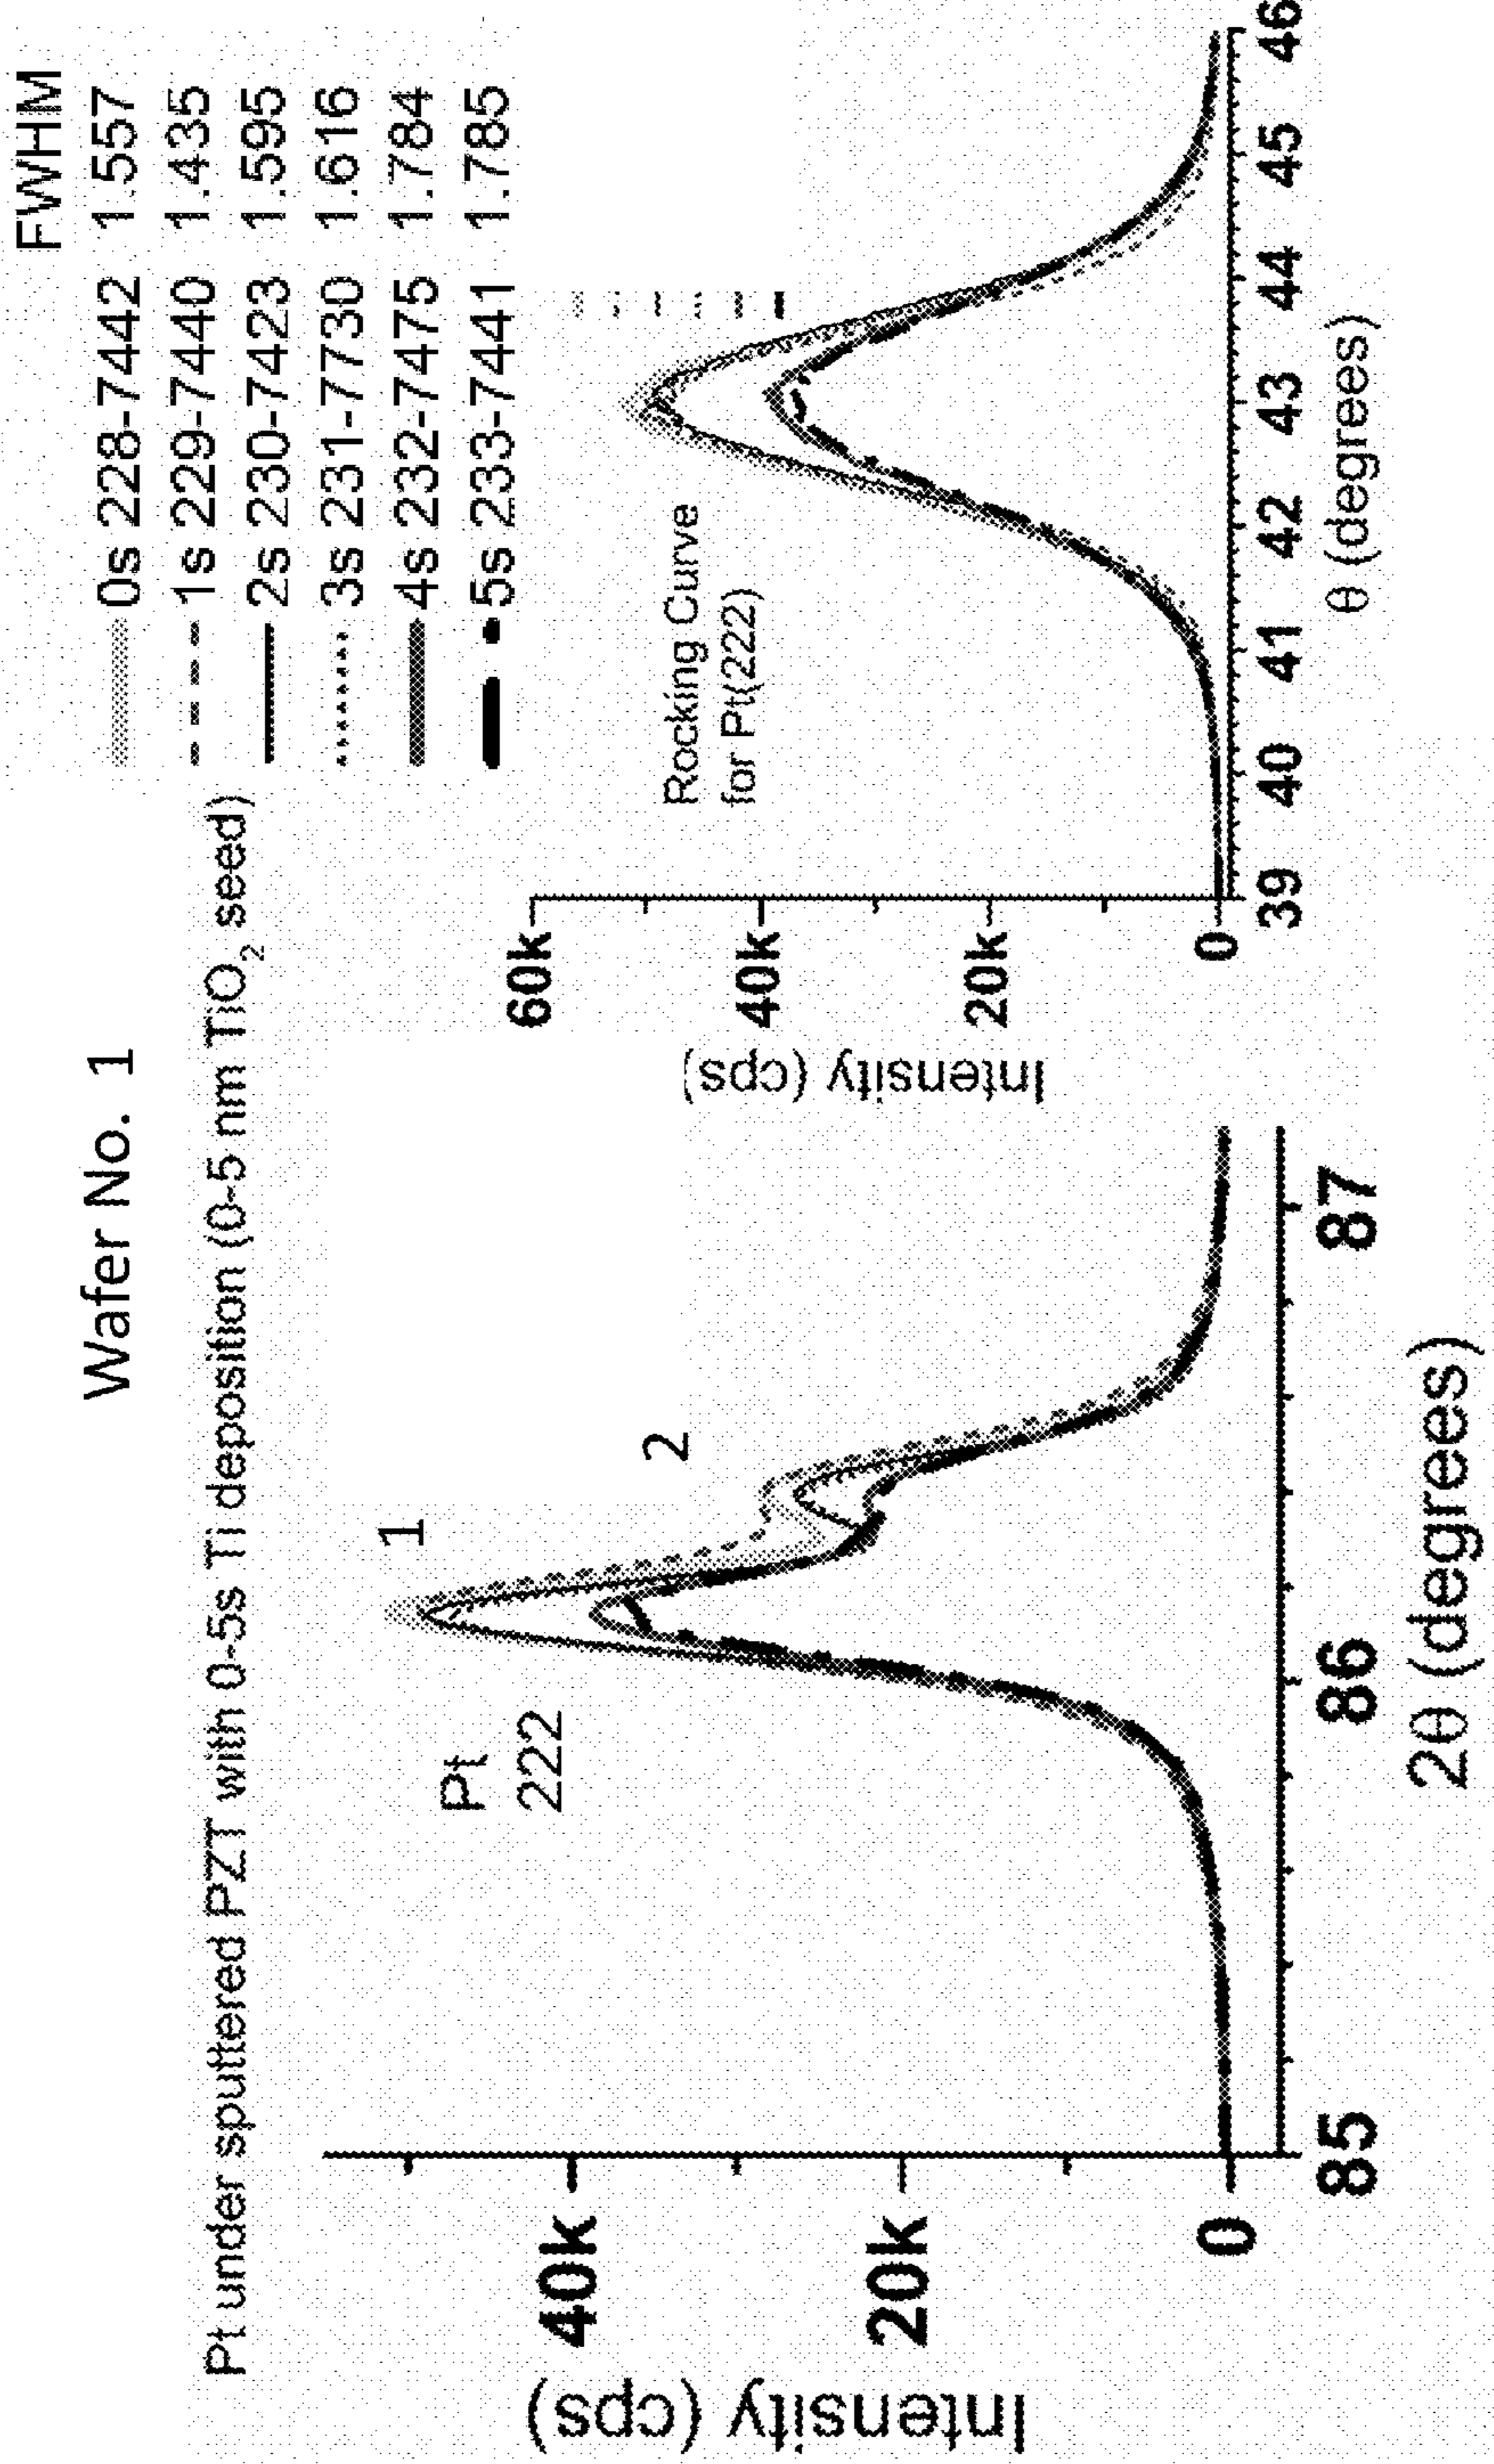 Wafer No. 1
Pt under sputtered PZT with 0-5s Ti deposition (0-5 nm TiO₂ seed)
FWHM
0s 228-7442 1.557
1s 229-7440 1.435
2s 230-7423 1.595
3s 231-7730 1.616
4s 232-7475 1.784
5s 233-7441 1.785
Intensity (cps)
40k
20k
0
Pt
222
1
2
85 86 87
2θ (degrees)
Intensity (cps)
60k
40k
20k
0
Rocking Curve
for Pt(222)
39 40 41 42 43 44 45 46
θ (degrees)